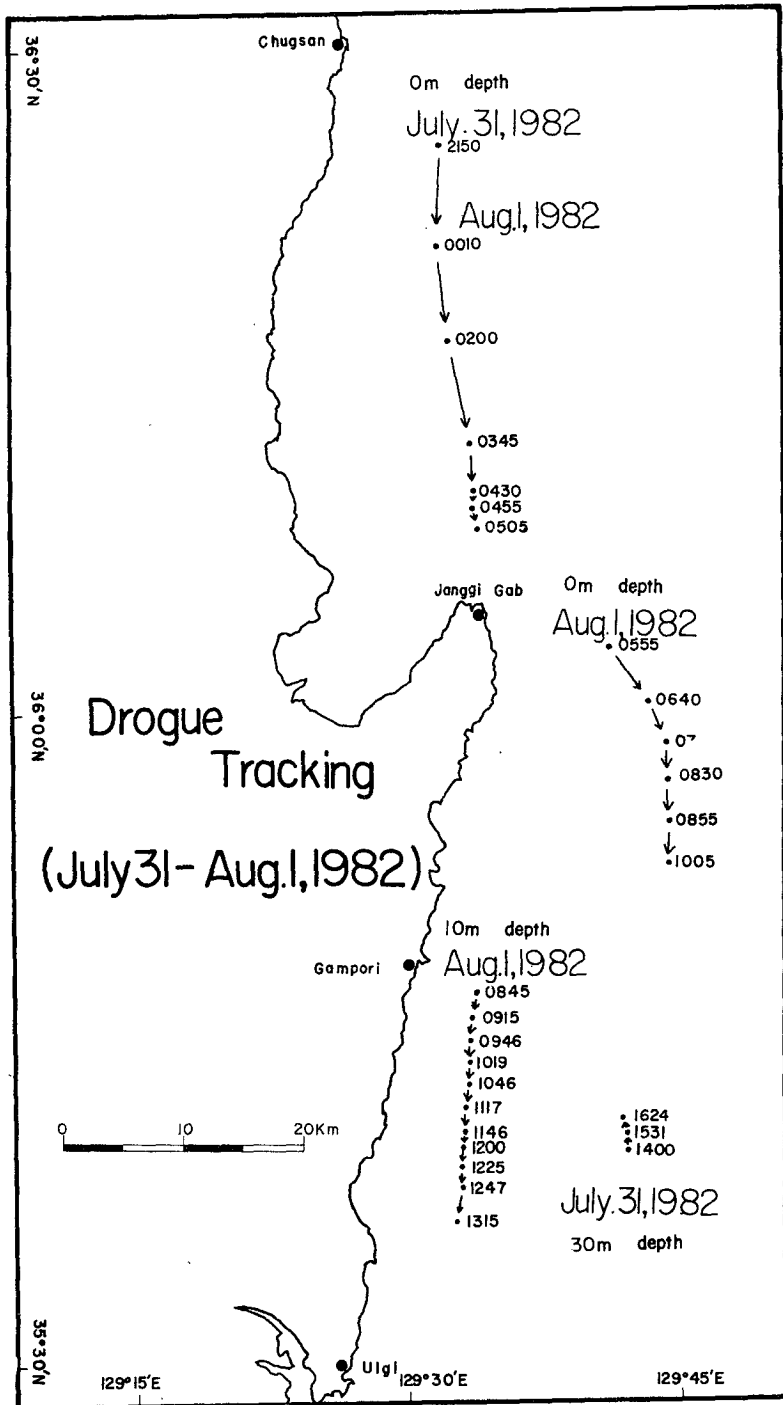 36°30'N
Chugsan
0m depth
July. 31, 1982
2150
Aug. 1, 1982
0010
0200
0345
0430
0455
0505
Janggi Gab
0m depth
Aug. 1, 1982
0555
0640
07
0830
0855
1005
36°00'N
Drogue
Tracking
(July 31 - Aug. 1, 1982)
10m depth
Gampori
Aug. 1, 1982
0845
0915
0946
1019
1046
1117
1146
1200
1225
1247
1315
0 10 20Km
1624
1531
1400
July. 31, 1982
30m depth
35°30'N
Ulgi
129°15'E 129°30'E 129°45'E